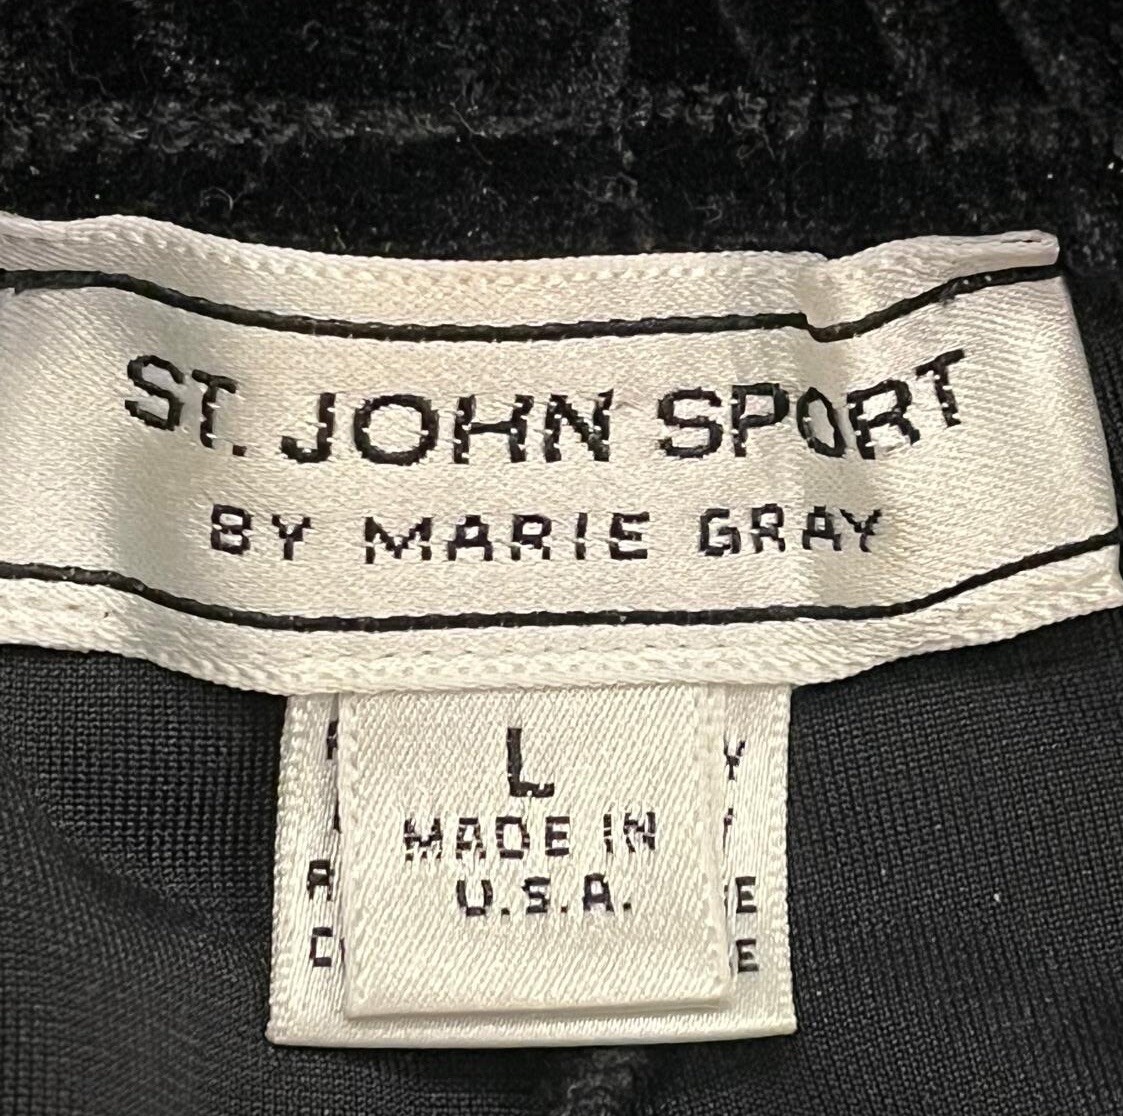 ST. JOHN SPORT
BY MARIE GRAY
L
MADE IN
U.S.A.